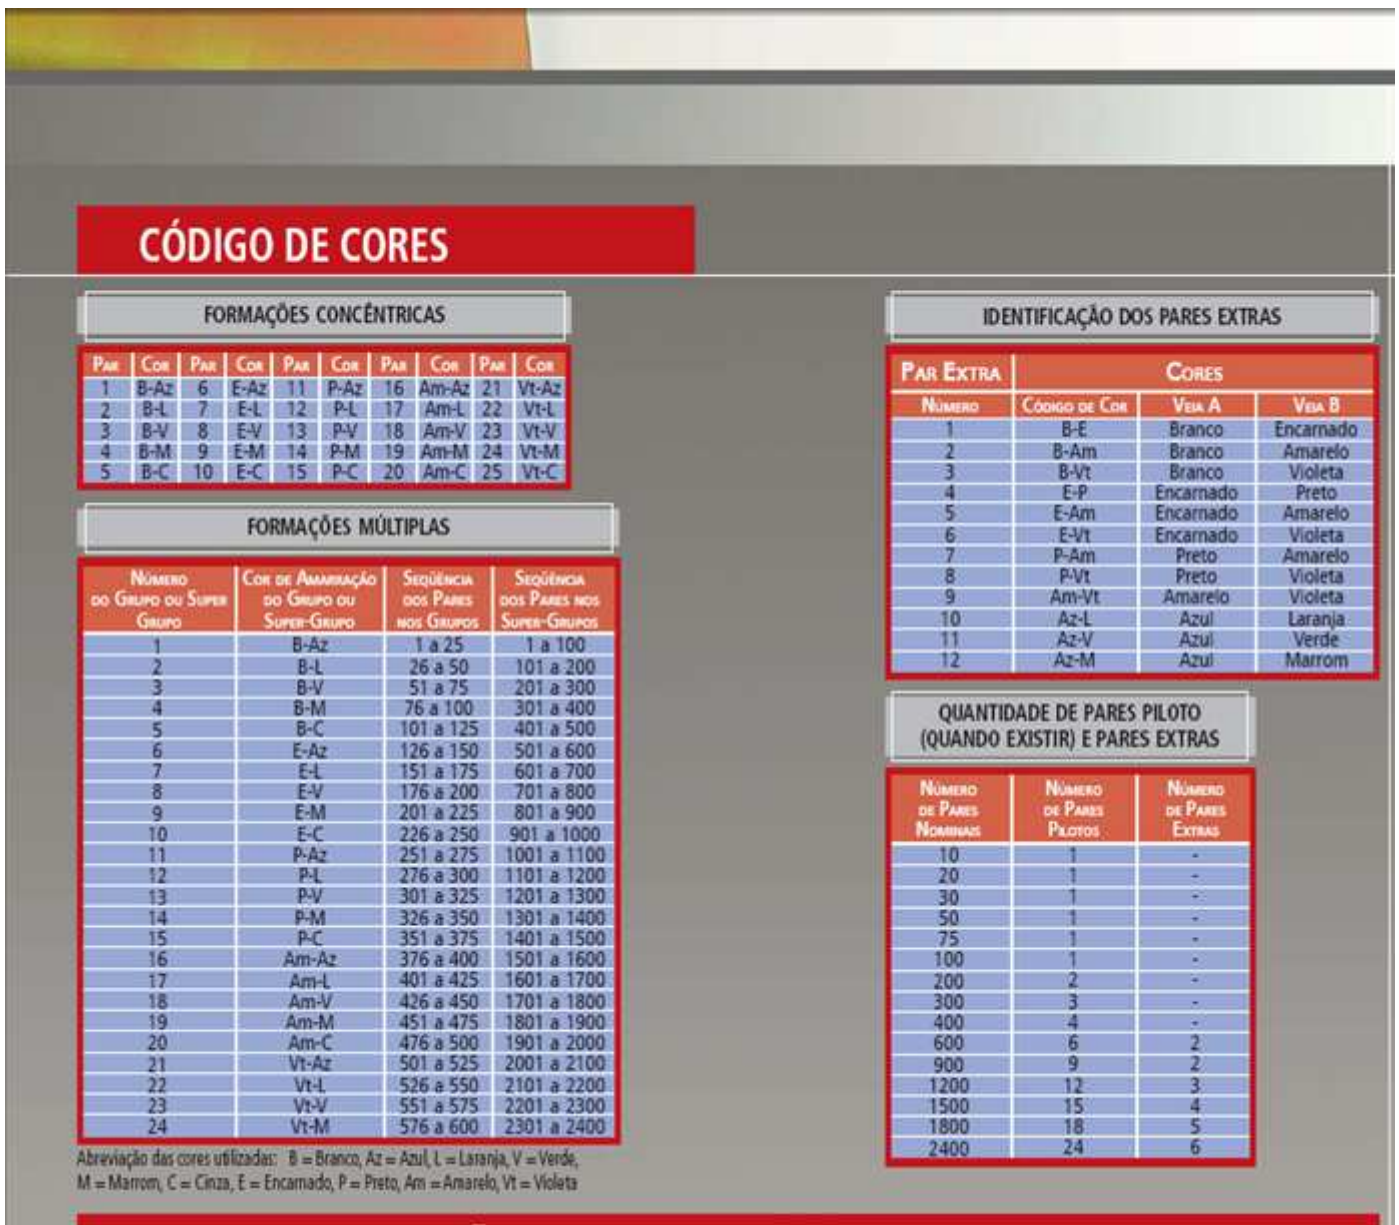 CÓDIGO DE CORES
FORMAÇÕES CONCÊNTRICAS
PAR COR PAR COR PAR COR PAR COR PAR COR
1 B-Az 6 E-Az 11 P-Az 16 Am-Az 21 Vt-Az
2 B-L 7 E-L 12 P-L 17 Am-L 22 Vt-L
3 B-V 8 E-V 13 P-V 18 Am-V 23 Vt-V
4 B-M 9 E-M 14 P-M 19 Am-M 24 Vt-M
5 B-C 10 E-C 15 P-C 20 Am-C 25 Vt-C
FORMAÇÕES MÚLTIPLAS
NÚMERO DO GRUPO OU SUPER GRUPO COR DE AMARRAÇÃO DO GRUPO OU SUPER-GRUPO SEQÜÊNCIA DOS PARES NOS GRUPOS SEQÜÊNCIA DOS PARES NOS SUPER-GRUPOS
1 B-Az 1 a 25 1 a 100
2 B-L 26 a 50 101 a 200
3 B-V 51 a 75 201 a 300
4 B-M 76 a 100 301 a 400
5 B-C 101 a 125 401 a 500
6 E-Az 126 a 150 501 a 600
7 E-L 151 a 175 601 a 700
8 E-V 176 a 200 701 a 800
9 E-M 201 a 225 801 a 900
10 E-C 226 a 250 901 a 1000
11 P-Az 251 a 275 1001 a 1100
12 P-L 276 a 300 1101 a 1200
13 P-V 301 a 325 1201 a 1300
14 P-M 326 a 350 1301 a 1400
15 P-C 351 a 375 1401 a 1500
16 Am-Az 376 a 400 1501 a 1600
17 Am-L 401 a 425 1601 a 1700
18 Am-V 426 a 450 1701 a 1800
19 Am-M 451 a 475 1801 a 1900
20 Am-C 476 a 500 1901 a 2000
21 Vt-Az 501 a 525 2001 a 2100
22 Vt-L 526 a 550 2101 a 2200
23 Vt-V 551 a 575 2201 a 2300
24 Vt-M 576 a 600 2301 a 2400
Abreviação das cores utilizadas: B = Branco, Az = Azul, L = Laranja, V = Verde,
M = Marrom, C = Cinza, E = Encarnado, P = Preto, Am = Amarelo, Vt = Violeta
IDENTIFICAÇÃO DOS PARES EXTRAS
PAR EXTRA CORES
NÚMERO CÓDIGO DE COR VEIA A VEIA B
1 B-E Branco Encarnado
2 B-Am Branco Amarelo
3 B-Vt Branco Violeta
4 E-P Encarnado Preto
5 E-Am Encarnado Amarelo
6 E-Vt Encarnado Violeta
7 P-Am Preto Amarelo
8 P-Vt Preto Violeta
9 Am-Vt Amarelo Violeta
10 Az-L Azul Laranja
11 Az-V Azul Verde
12 Az-M Azul Marrom
QUANTIDADE DE PARES PILOTO
(QUANDO EXISTIR) E PARES EXTRAS
NÚMERO DE PARES NOMINAIS NÚMERO DE PARES PILOTOS NÚMERO DE PARES EXTRAS
10 1 -
20 1 -
30 1 -
50 1 -
75 1 -
100 1 -
200 2 -
300 3 -
400 4 -
600 6 2
900 9 2
1200 12 3
1500 15 4
1800 18 5
2400 24 6